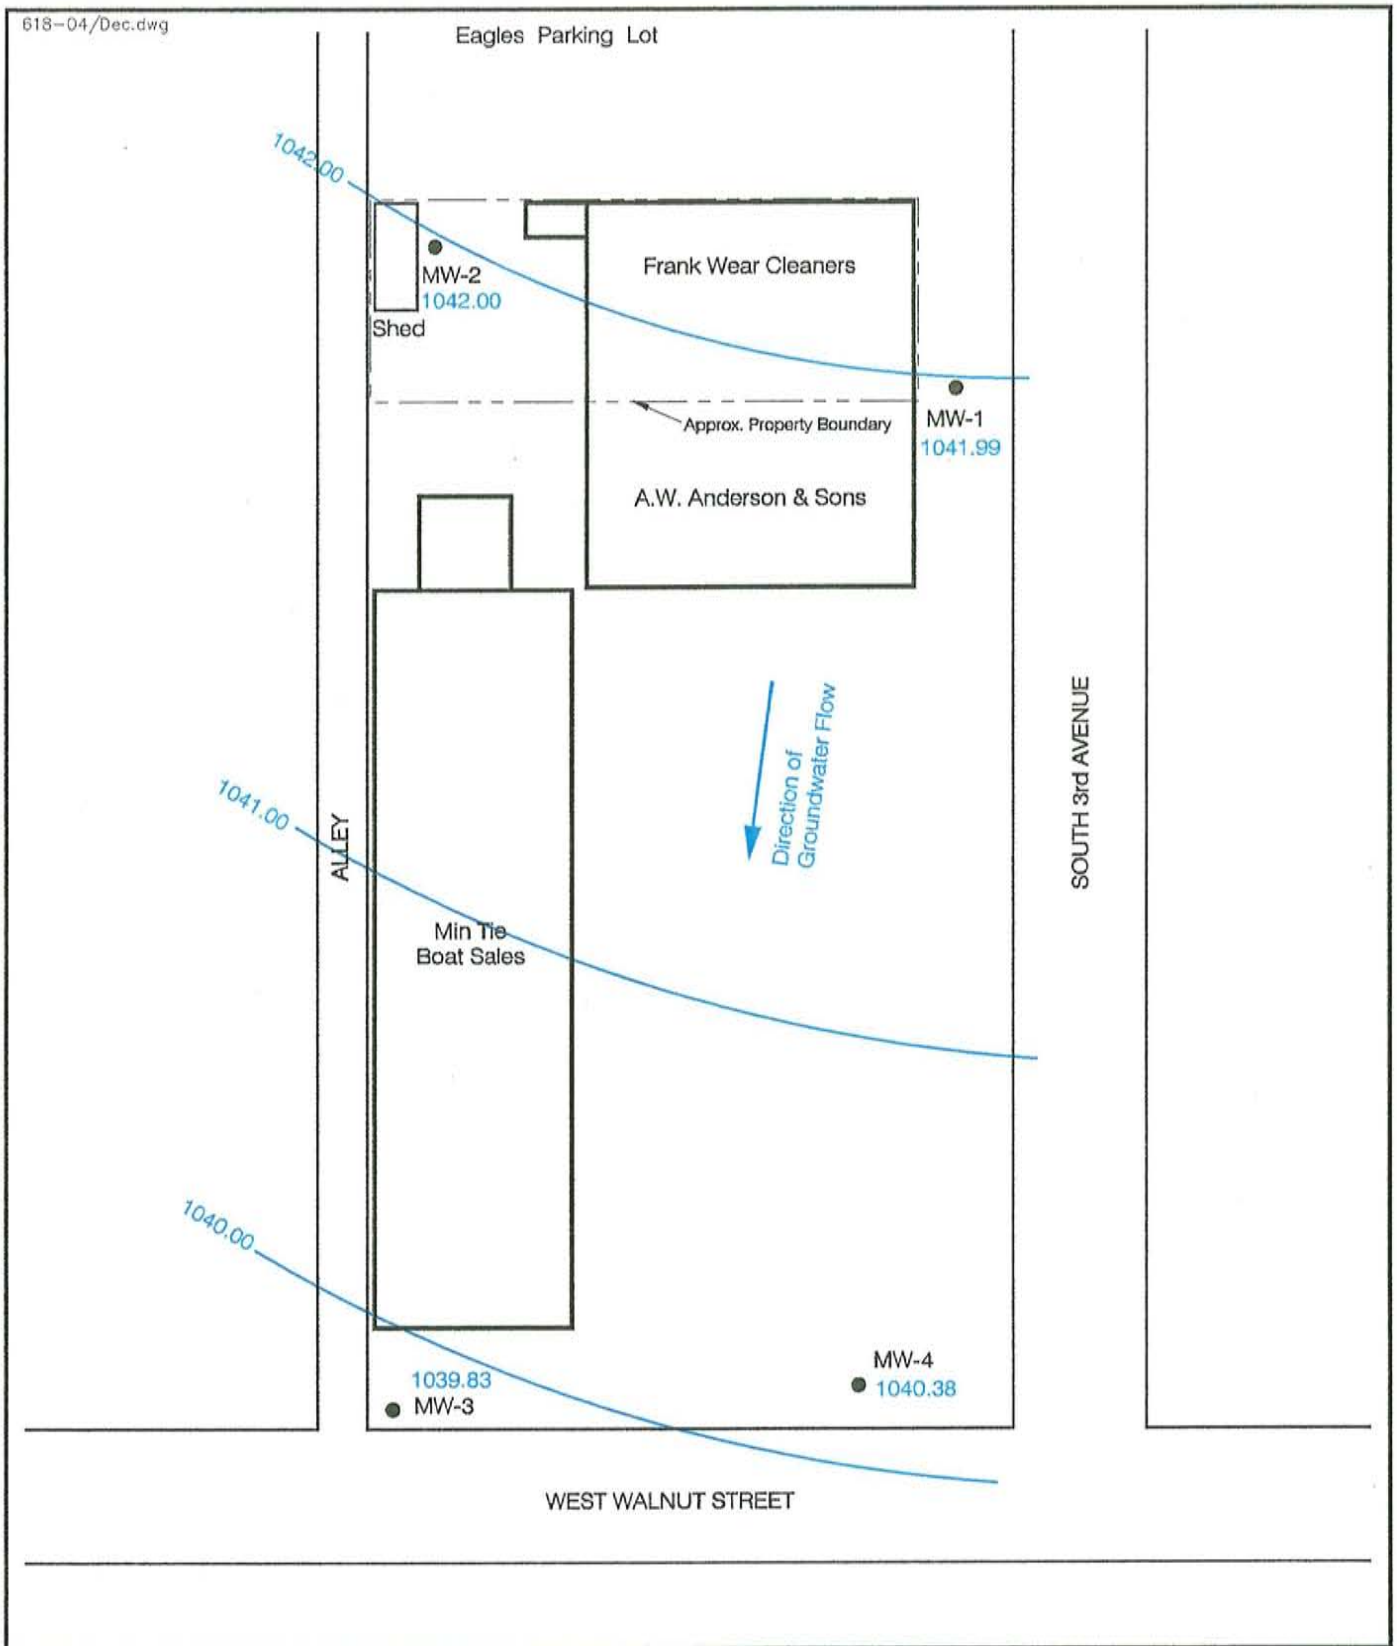 618-04/Dec.dwg
Eagles Parking Lot
1042.00
Frank Wear Cleaners
MW-2
1042.00
Shed
Approx. Property Boundary
MW-1
1041.99
A.W. Anderson & Sons
Direction of
Groundwater Flow
SOUTH 3rd AVENUE
1041.00
ALLEY
Min Tie
Boat Sales
1040.00
MW-4
1040.38
1039.83
MW-3
WEST WALNUT STREET